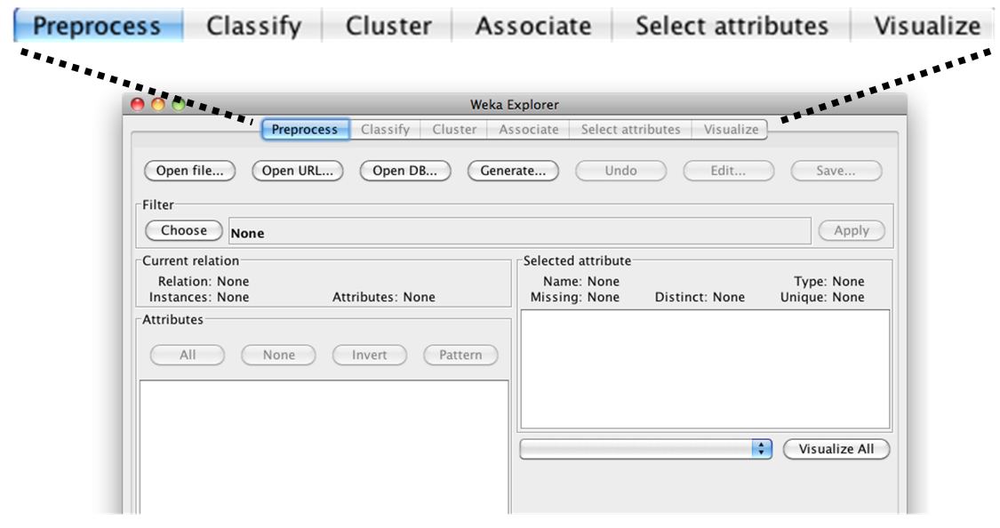 Preprocess Classify Cluster Associate Select attributes Visualize
Weka Explorer
Preprocess Classify Cluster Associate Select attributes Visualize
Open file... Open URL... Open DB... Generate... Undo Edit... Save...
Filter
Choose None Apply
Current relation
Relation: None
Instances: None Attributes: None
Attributes
All None Invert Pattern
Selected attribute
Name: None Type: None
Missing: None Distinct: None Unique: None
Visualize All